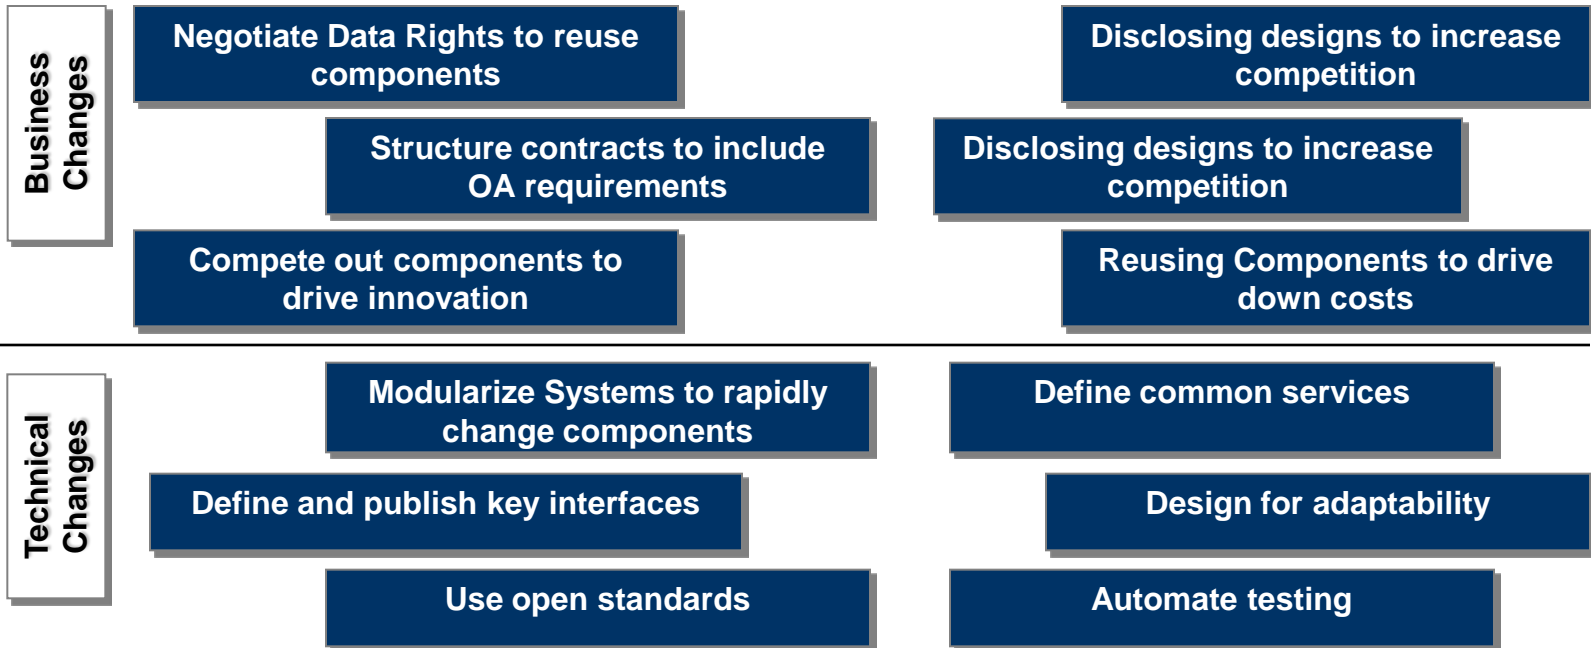 Business
Changes
Negotiate Data Rights to reuse
components
Disclosing designs to increase
competition
Structure contracts to include
OA requirements
Disclosing designs to increase
competition
Compete out components to
drive innovation
Reusing Components to drive
down costs
Technical
Changes
Modularize Systems to rapidly
change components
Define common services
Define and publish key interfaces
Design for adaptability
Use open standards
Automate testing